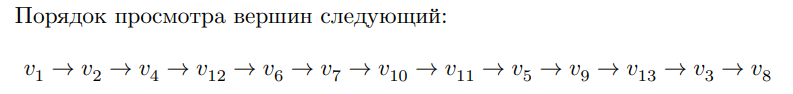 Порядок просмотра вершин следующий:
v₁ → v₂ → v₄ → v₁₂ → v₆ → v₇ → v₁₀ → v₁₁ → v₅ → v₉ → v₁₃ → v₃ → v₈